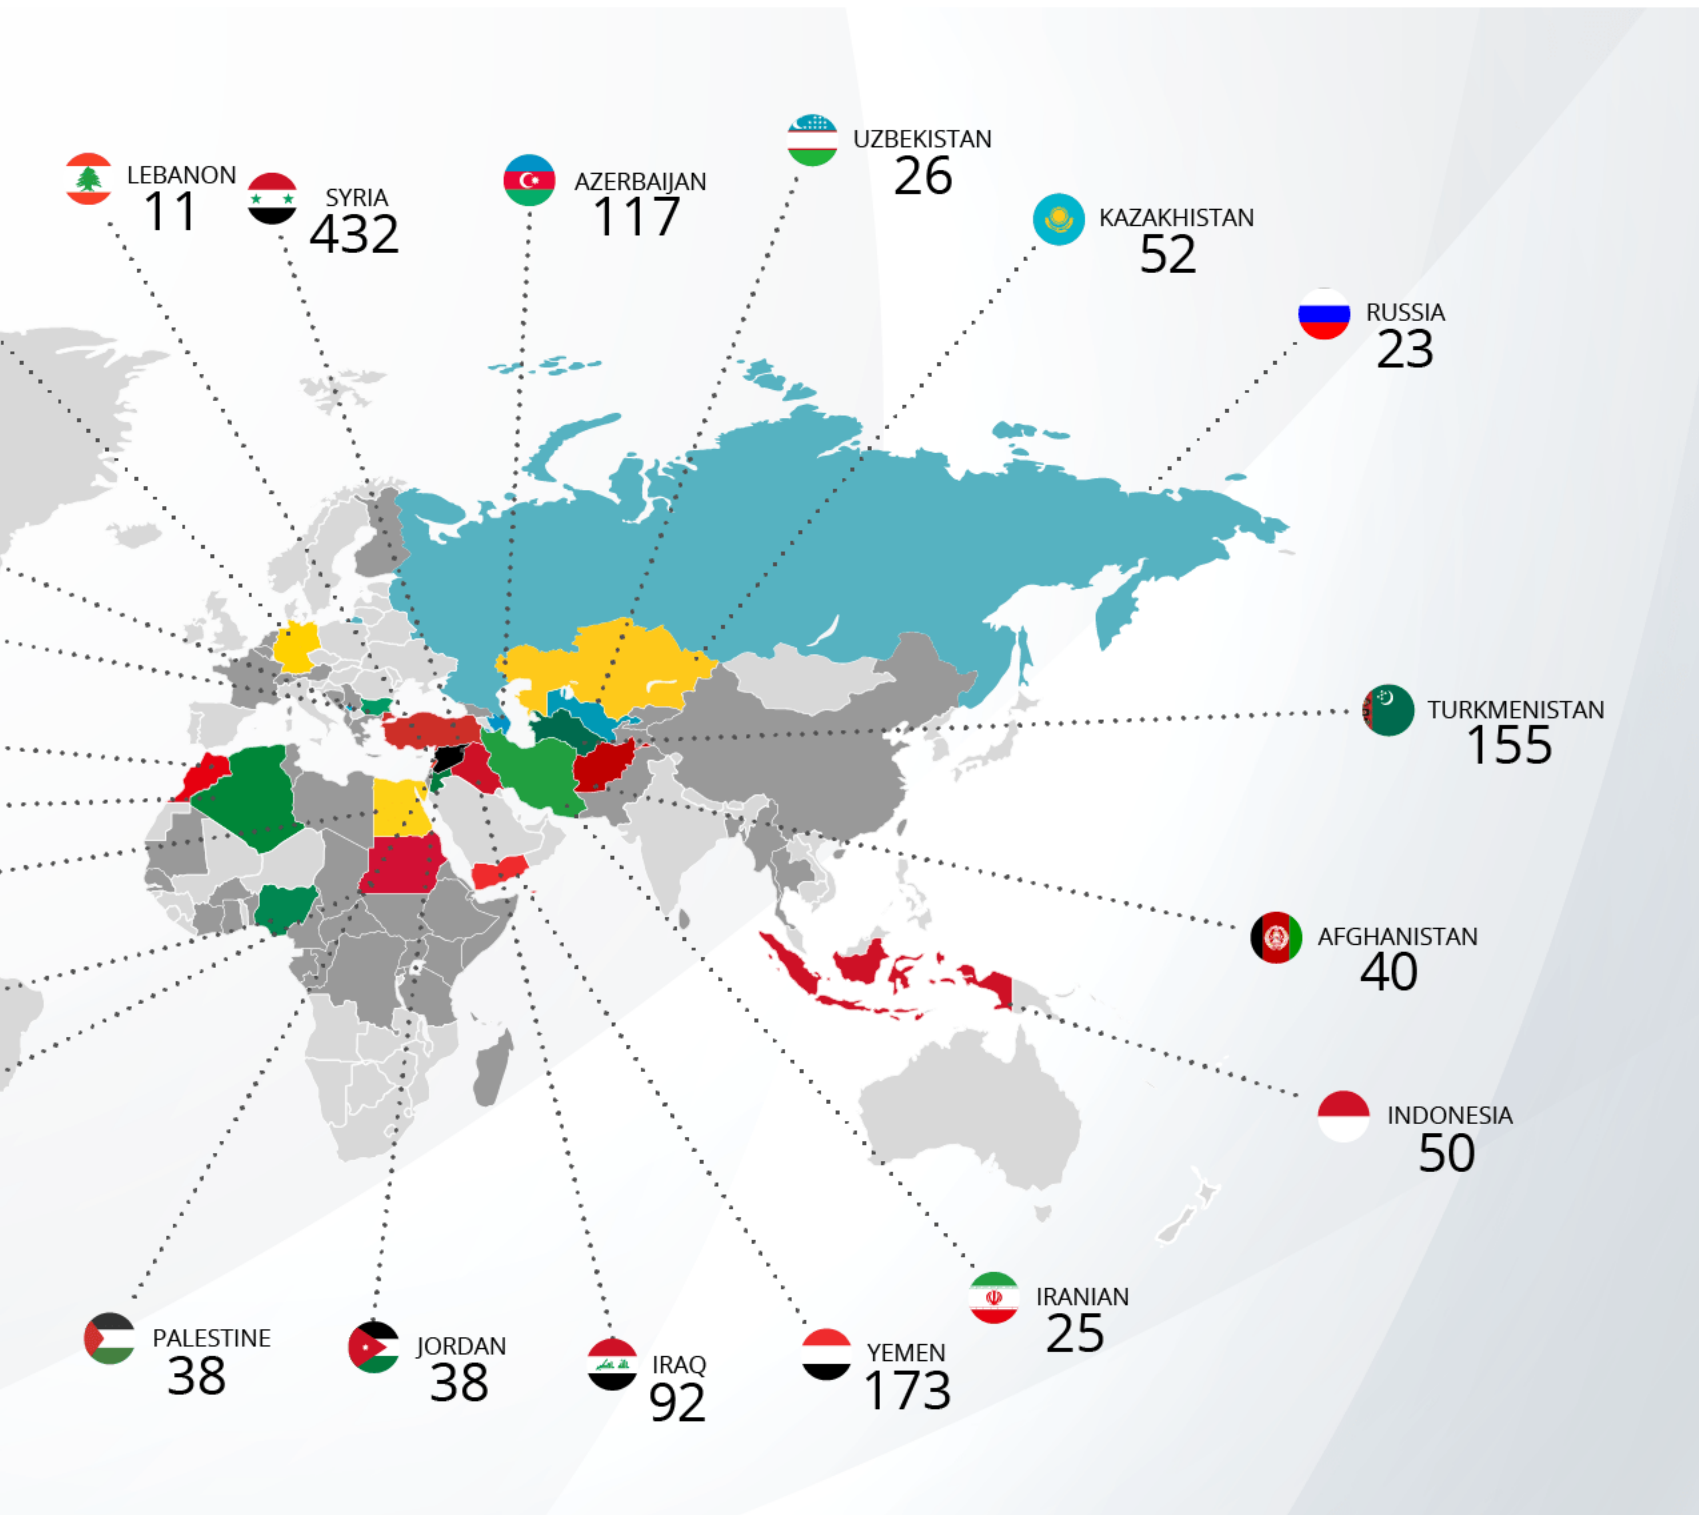 LEBANON
11
SYRIA
432
AZERBAIJAN
117
UZBEKISTAN
26
KAZAKHISTAN
52
RUSSIA
23
TURKMENISTAN
155
AFGHANISTAN
40
INDONESIA
50
IRANIAN
25
YEMEN
173
IRAQ
92
JORDAN
38
PALESTINE
38